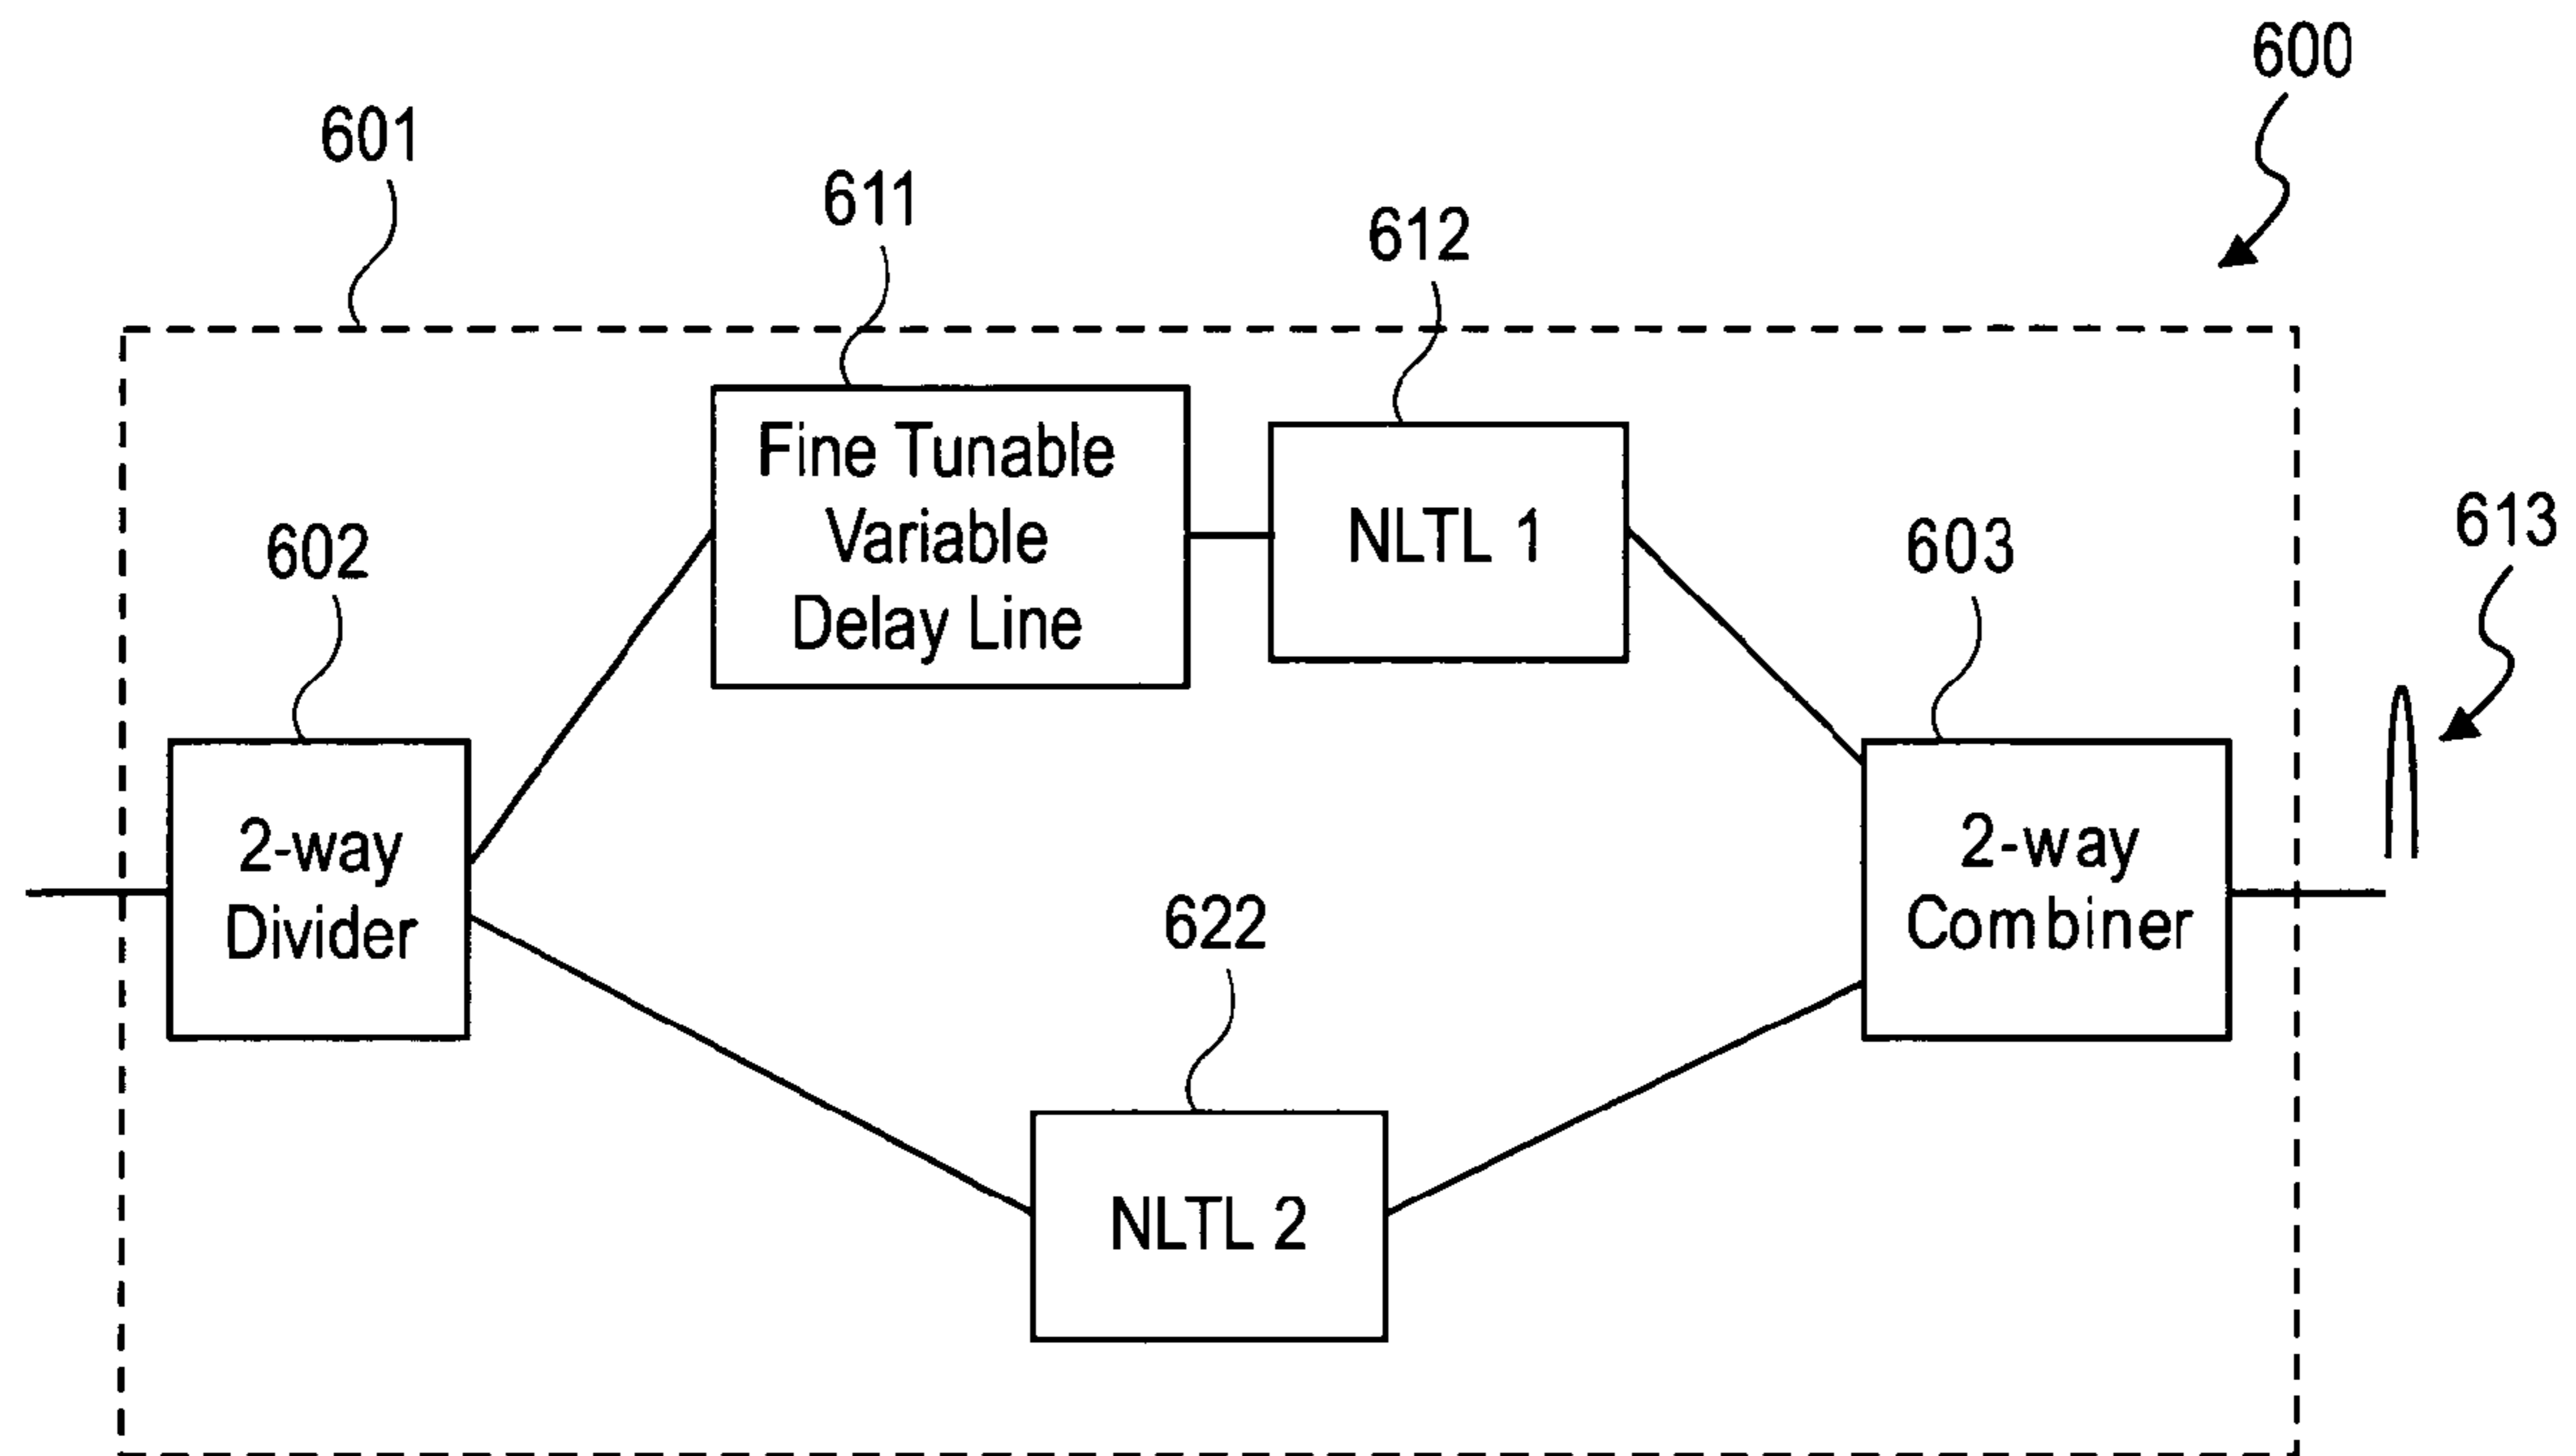 600
601
611
612
Fine Tunable
Variable
Delay Line
NLTL 1
602
603
613
2-way
Divider
2-way
Combiner
622
NLTL 2